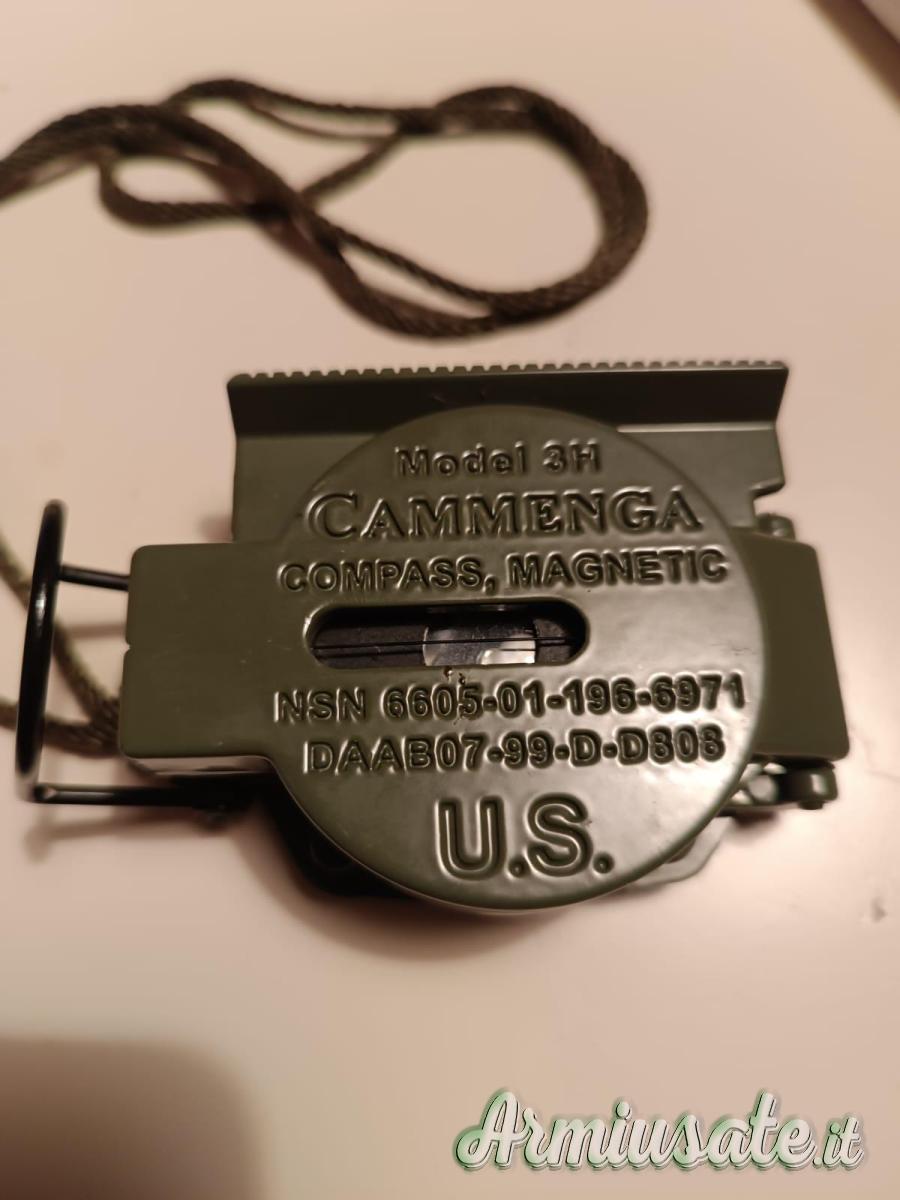 Model 3H
CAMMENGA
COMPASS, MAGNETIC
NSN 6605-01-196-6971
DAAB07-99-D-D808
U.S.
Armiusate.it